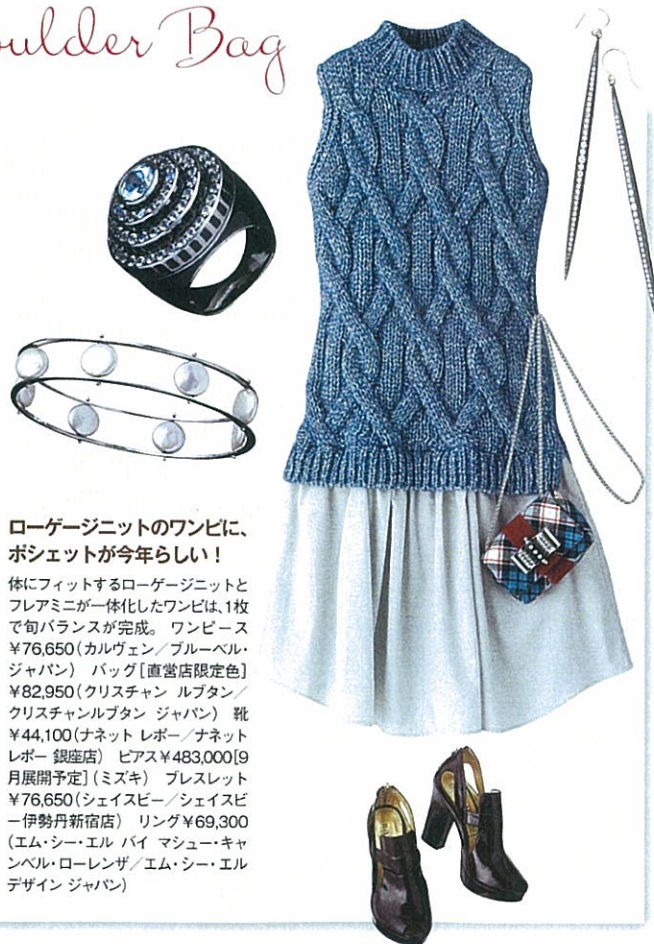 oulder Bag
ローゲージニットのワンピに、
ポシェットが今年らしい！
体にフィットするローゲージニットと
フレアミニが一体化したワンピは、1枚
で旬バランスが完成。 ワンピース
¥76,650(カルヴェン／ブルーベル・
ジャパン) バッグ[直営店限定色]
¥82,950(クリスチャン ルブタン／
クリスチャンルブタン ジャパン) 靴
¥44,100(ナネット レポー／ナネット
レポー 銀座店) ピアス¥483,000[9
月展開予定](ミズキ) ブレスレット
¥76,650(シェイスビー／シェイスビ
ー伊勢丹新宿店) リング¥69,300
(エム・シー・エル バイ マシュー・キャ
ンベル・ローレンザ／エム・シー・エル
デザイン ジャパン)